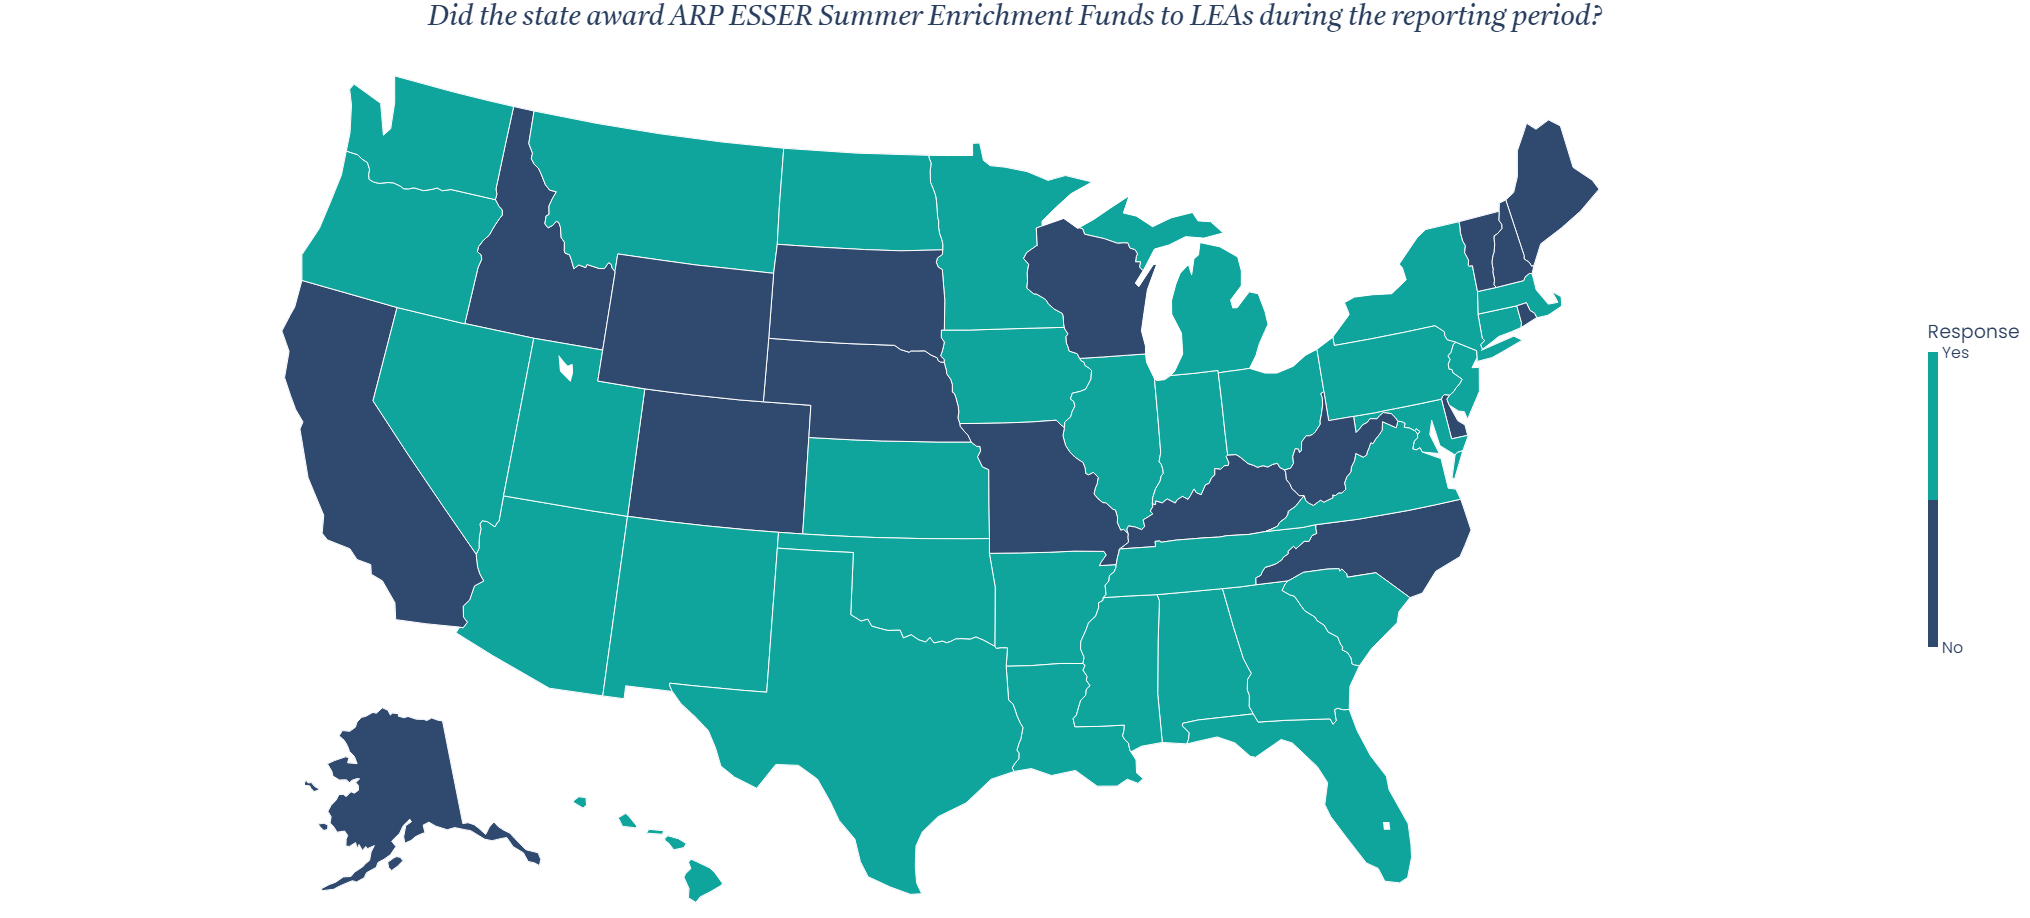 Did the state award ARP ESSER Summer Enrichment Funds to LEAs during the reporting period?
Response
Yes
No